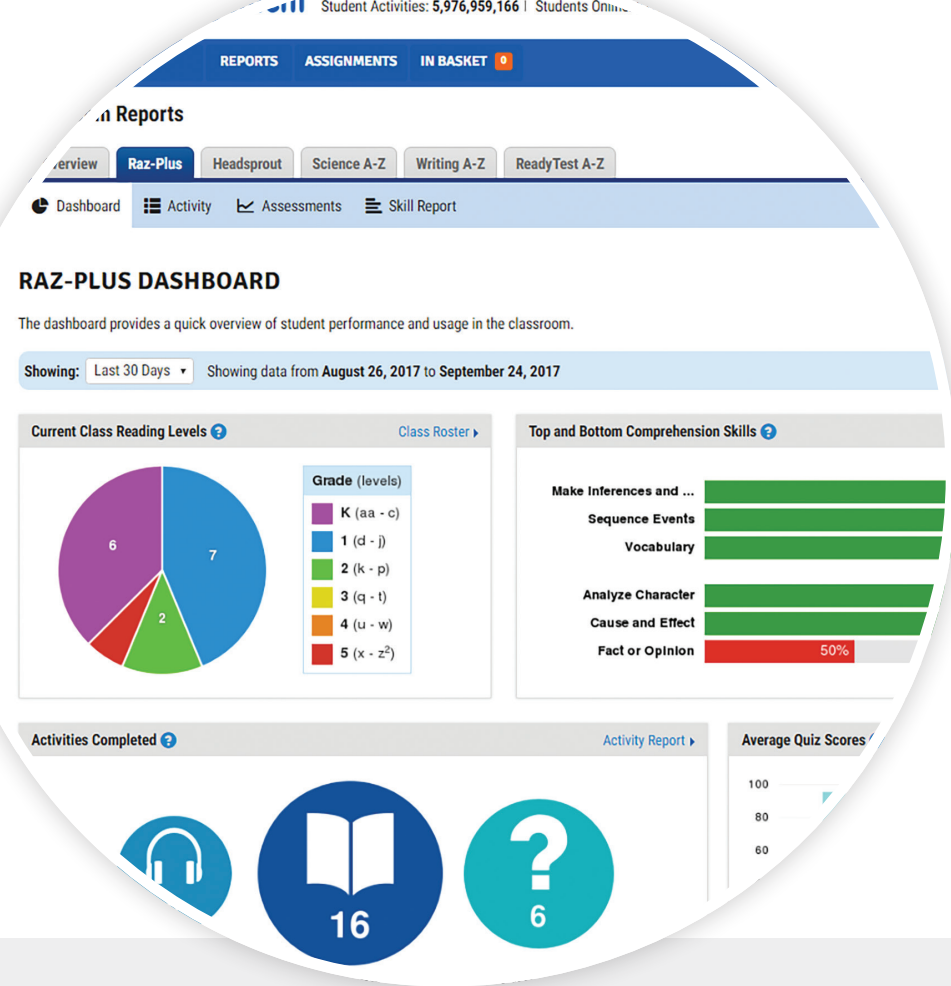 Student Activities: 5,976,959,166 | Students
REPORTS ASSIGNMENTS IN BASKET 0
Reports
Raz-Plus Headsprout Science A-Z Writing A-Z ReadyTest A-Z
Dashboard Activity Assessments Skill Report
RAZ-PLUS DASHBOARD
The dashboard provides a quick overview of student performance and usage in the classroom.
Showing: Last 30 Days Showing data from August 26, 2017 to September 24, 2017
Current Class Reading Levels ? Class Roster
6
7
2
Grade (levels)
K (aa - c)
1 (d - j)
2 (k - p)
3 (q - t)
4 (u - w)
5 (x - z²)
Top and Bottom Comprehension Skills ?
Make Inferences and ...
Sequence Events
Vocabulary
Analyze Character
Cause and Effect
Fact or Opinion 50%
Activities Completed ? Activity Report
16
? 6
Average Quiz Scores
100
80
60